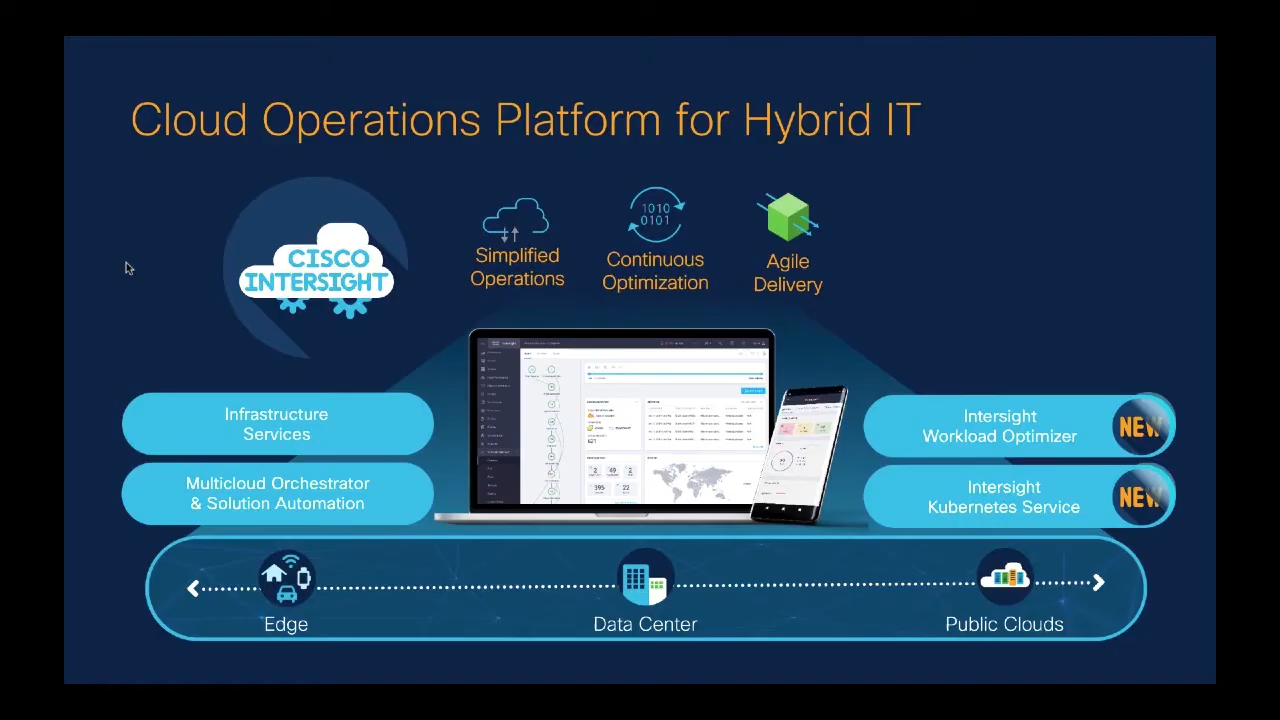 Cloud Operations Platform for Hybrid IT
CISCO
INTERSIGHT
Simplified
Operations
1010
0101
Continuous
Optimization
Agile
Delivery
Infrastructure
Services
Multicloud Orchestrator
& Solution Automation
Intersight
Workload Optimizer
NEW
Intersight
Kubernetes Service
NEW
Edge
Data Center
Public Clouds